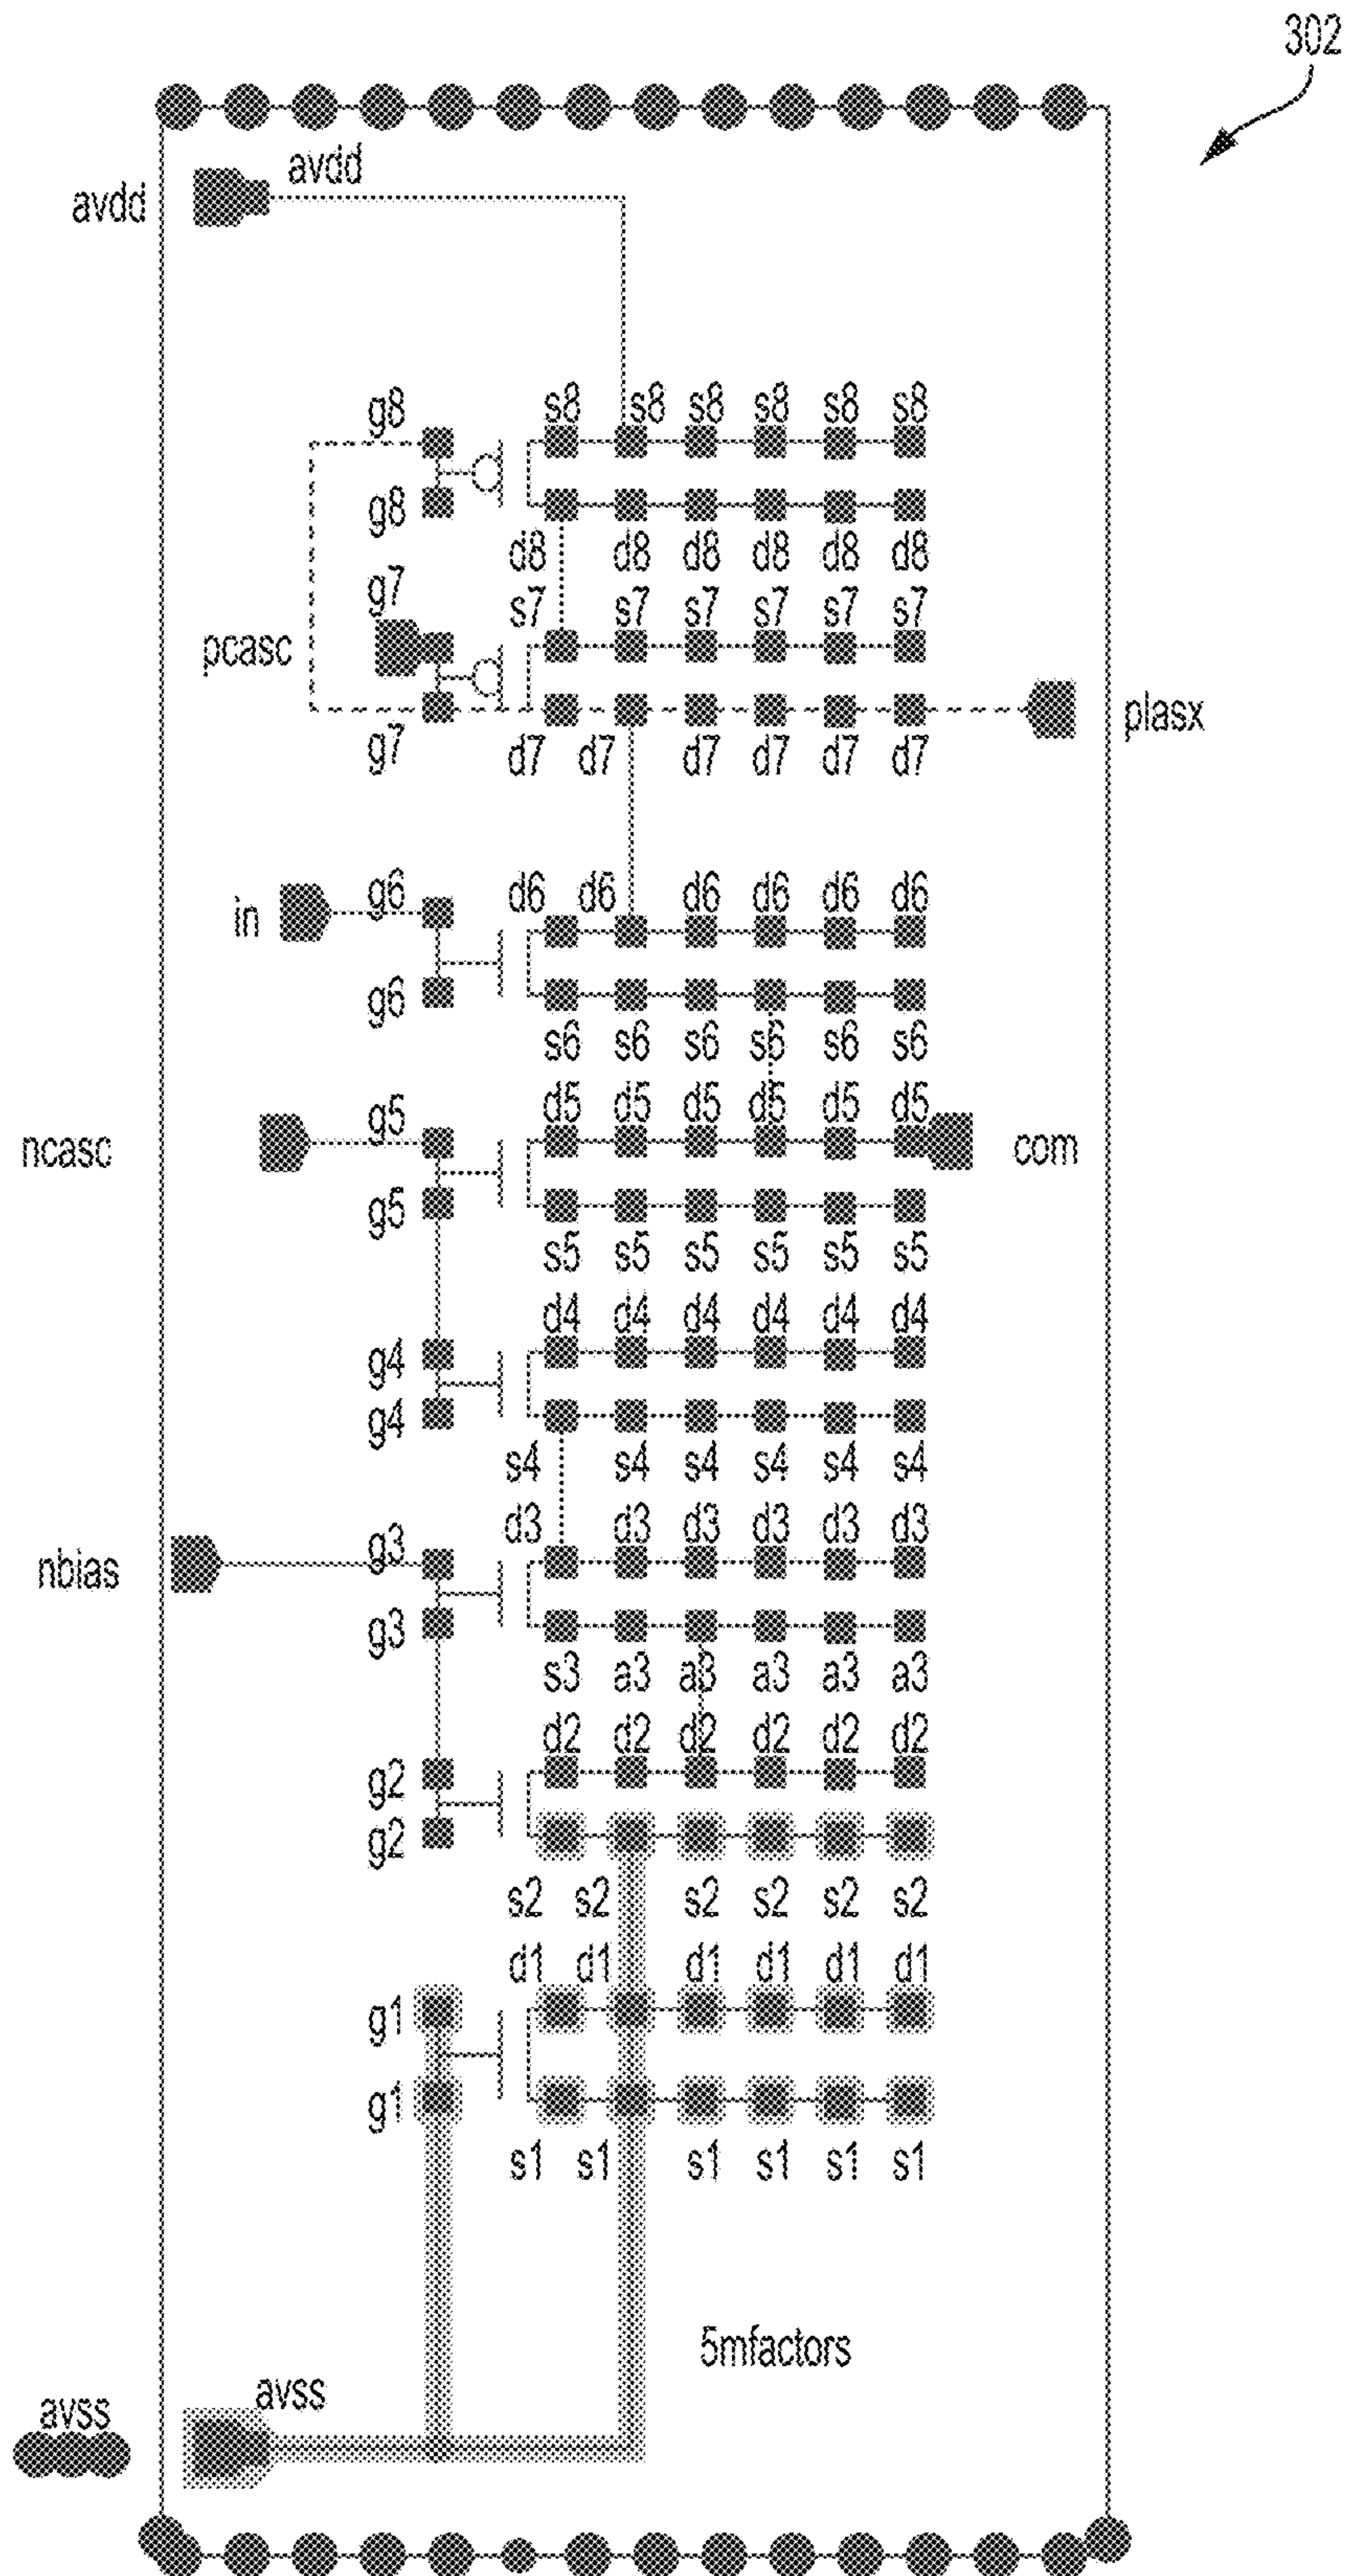 302
avdd
avdd
g8 s8 s8 s8 s8 s8 s8
g8
d8 d8 d8 d8 d8 d8
g7
s7 s7 s7 s7 s7 s7
pcasc
plasx
g7 d7 d7 d7 d7 d7 d7
in g6 d6 d6 d6 d6 d6 d6
g6
s6 s6 s6 s6 s6 s6
g5 d5 d5 d5 d5 d5 d5
ncasc com
g5
s5 s5 s5 s5 s5 s5
d4 d4 d4 d4 d4 d4
g4
g4
s4 s4 s4 s4 s4 s4
d3 d3 d3 d3 d3 d3
nbias g3
g3
s3 a3 a3 a3 a3 a3
d2 d2 d2 d2 d2 d2
g2
g2
s2 s2 s2 s2 s2 s2
d1 d1 d1 d1 d1 d1
g1
g1
s1 s1 s1 s1 s1 s1
5mfactors
avss
avss